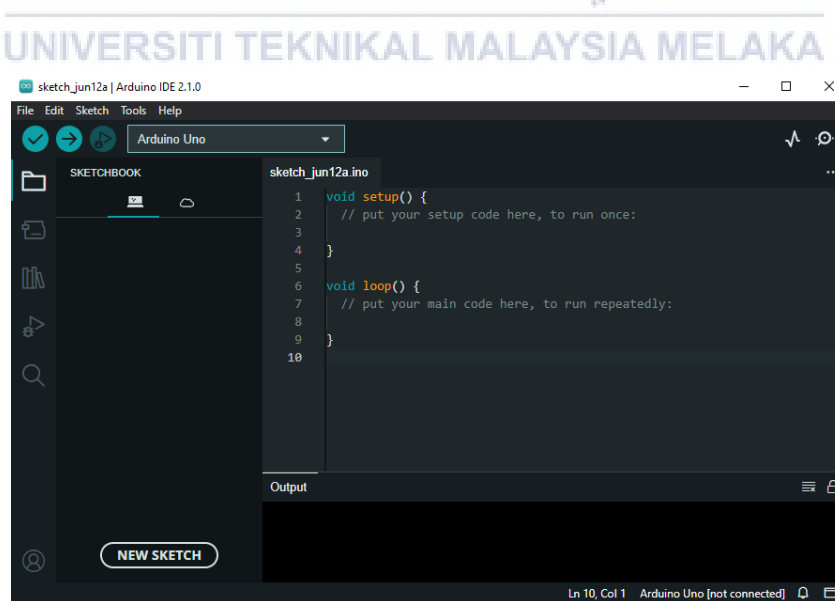 UNIVERSITI TEKNIKAL MALAYSIA MELAKA
sketch_jun12a | Arduino IDE 2.1.0
File Edit Sketch Tools Help
Arduino Uno
SKETCHBOOK
sketch_jun12a.ino
1 void setup() {
2 // put your setup code here, to run once:
3
4 }
5
6 void loop() {
7 // put your main code here, to run repeatedly:
8
9 }
10
Output
NEW SKETCH
Ln 10, Col 1 Arduino Uno [not connected]